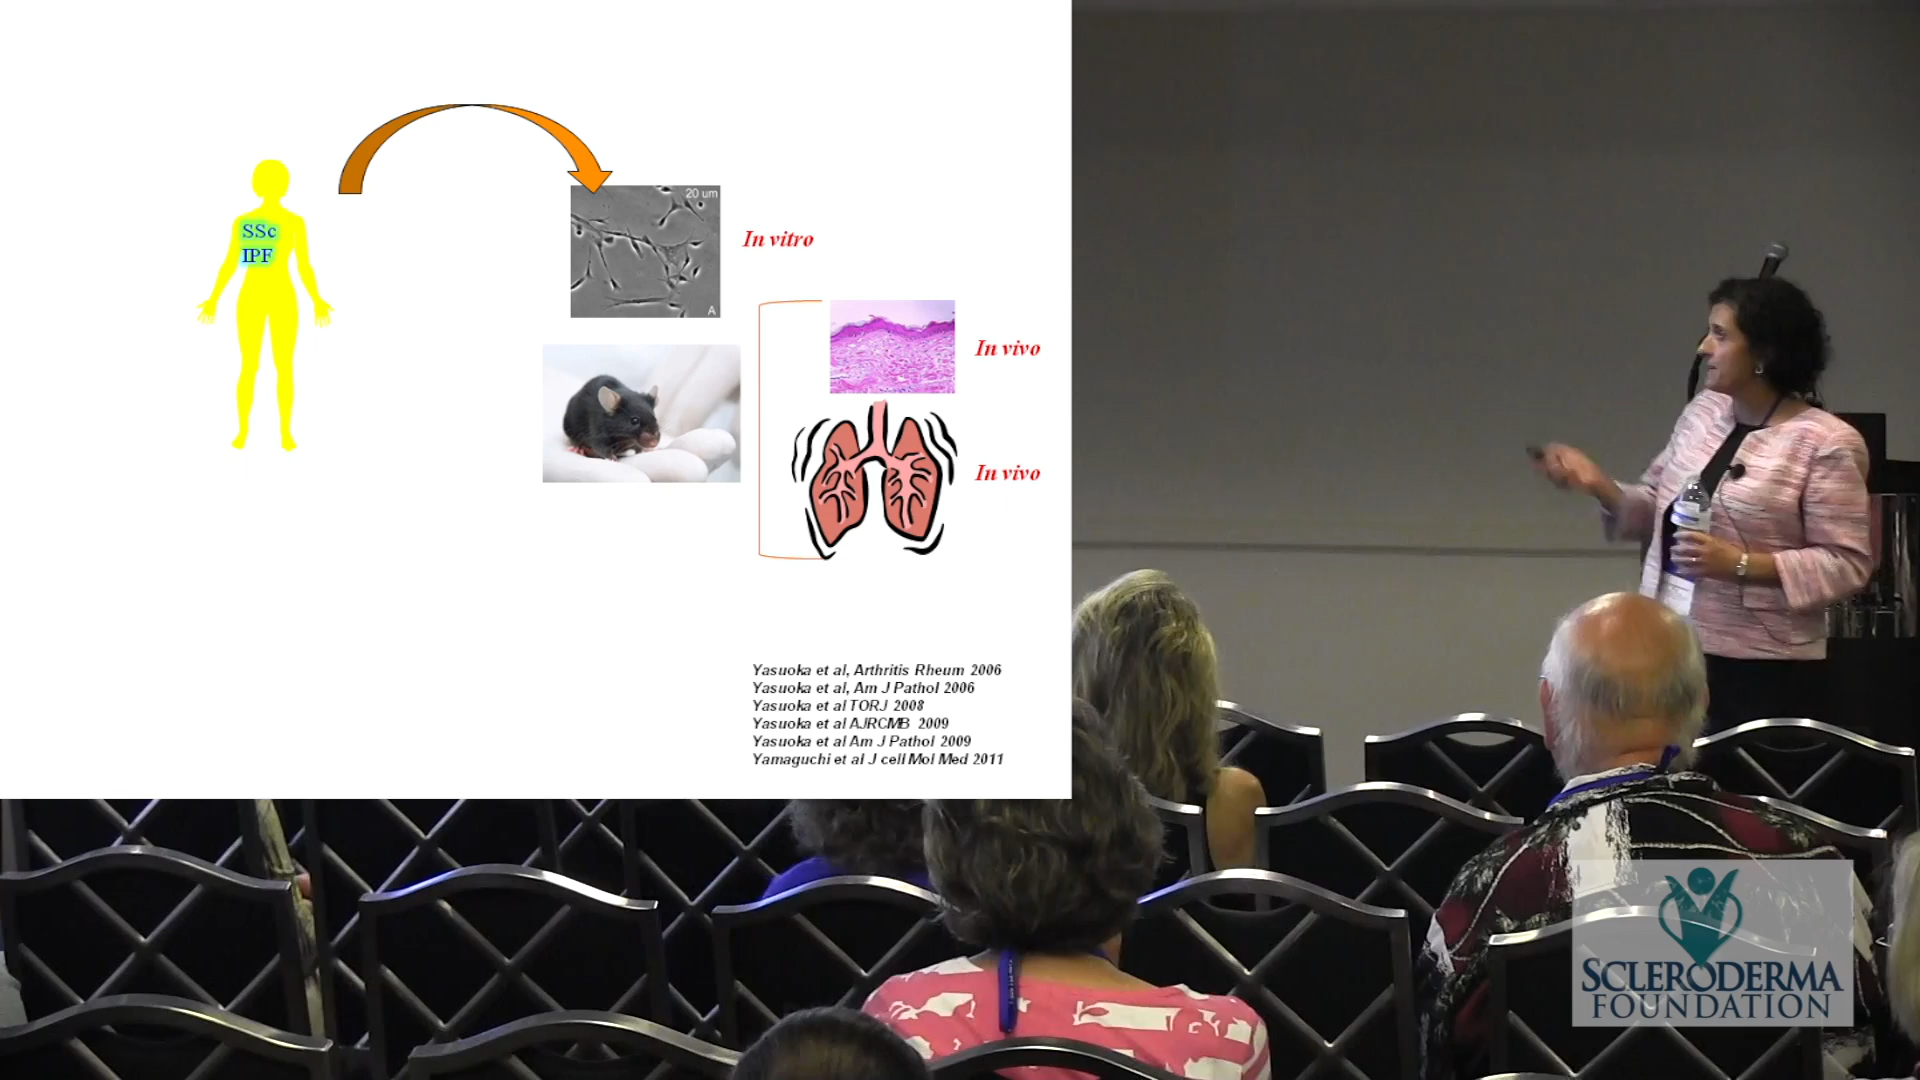 20 um
SSc
IPF
In vitro
A
In vivo
In vivo
Yasuoka et al, Arthritis Rheum 2006
Yasuoka et al, Am J Pathol 2006
Yasuoka et al TORJ 2008
Yasuoka et al AJRCMB 2009
Yasuoka et al Am J Pathol 2009
Yamaguchi et al J cell Mol Med 2011
SCLERODERMA
FOUNDATION